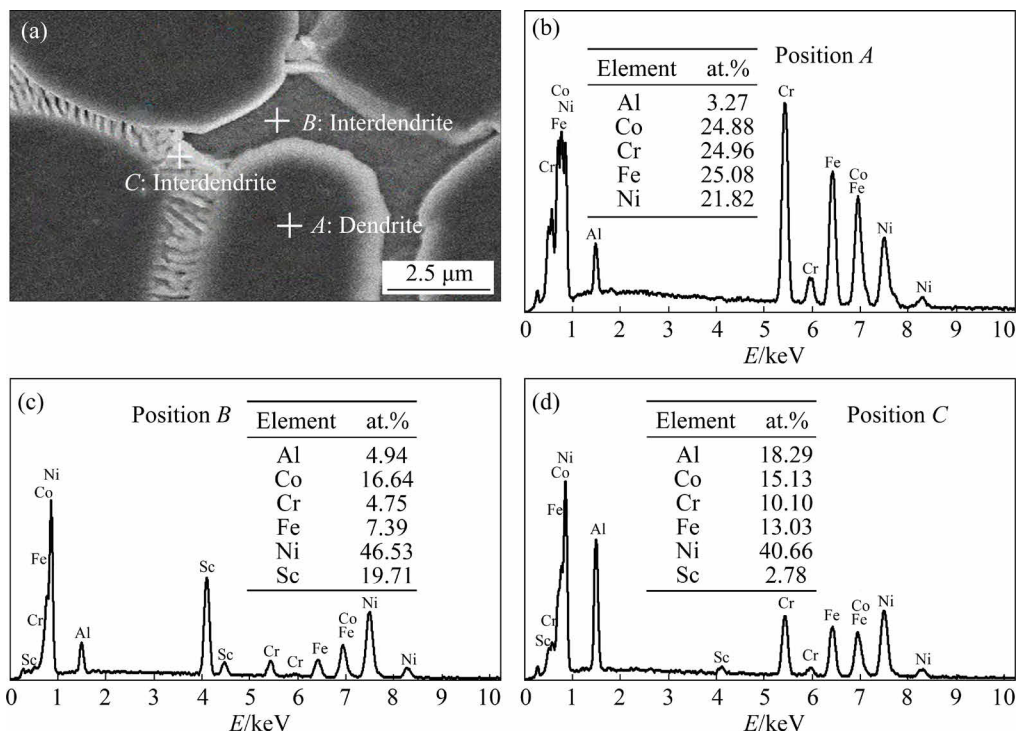 (a)
B: Interdendrite
C: Interdendrite
A: Dendrite
2.5 μm
(b)
Position A
Element at.%
Al 3.27
Co 24.88
Cr 24.96
Fe 25.08
Ni 21.82
Co
Ni
Fe
Cr
Al
Cr
Cr
Fe
Co
Fe
Ni
Ni
0 1 2 3 4 5 6 7 8 9 10
E/keV
(c)
Position B
Element at.%
Al 4.94
Co 16.64
Cr 4.75
Fe 7.39
Ni 46.53
Sc 19.71
Ni
Co
Fe
Cr
Sc
Al
Sc
Sc
Cr
Cr
Fe
Co
Fe
Ni
Ni
0 1 2 3 4 5 6 7 8 9 10
E/keV
(d)
Position C
Element at.%
Al 18.29
Co 15.13
Cr 10.10
Fe 13.03
Ni 40.66
Sc 2.78
Ni
Co
Fe
Cr
Sc
Al
Sc
Cr
Cr
Fe
Co
Fe
Ni
Ni
0 1 2 3 4 5 6 7 8 9 10
E/keV